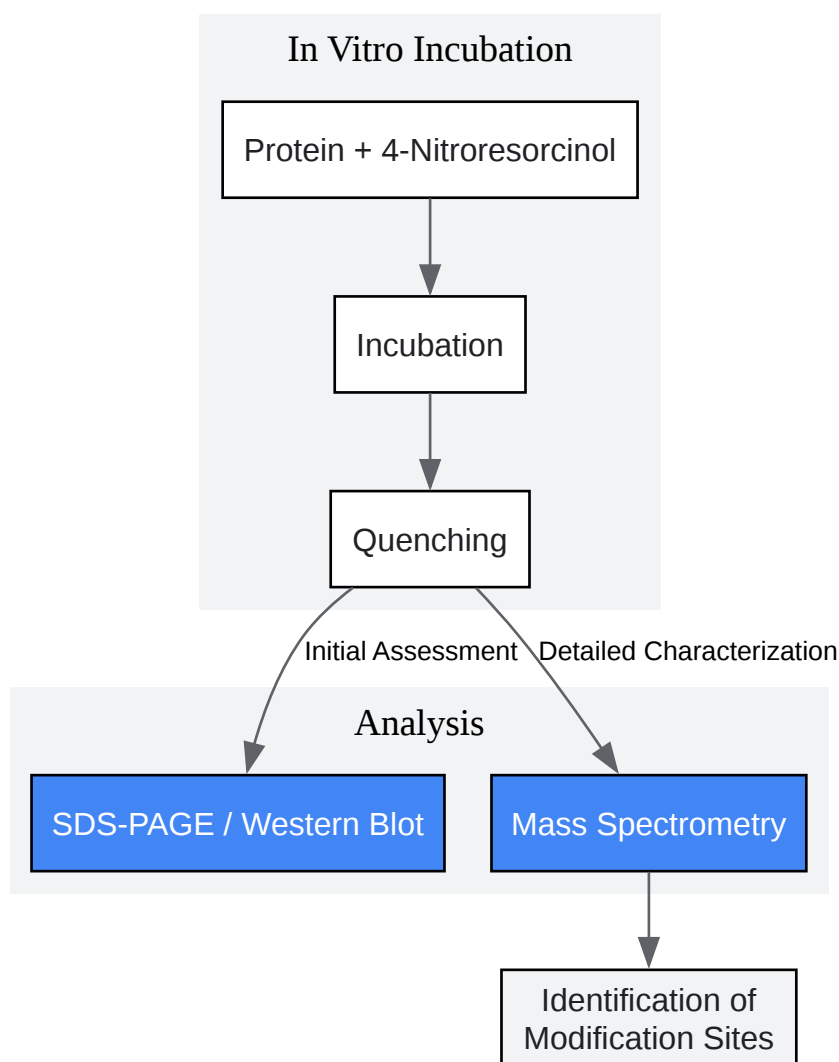 In Vitro Incubation
Protein + 4-Nitroresorcinol
Incubation
Quenching
Initial Assessment
Detailed Characterization
Analysis
SDS-PAGE / Western Blot
Mass Spectrometry
Identification of
Modification Sites